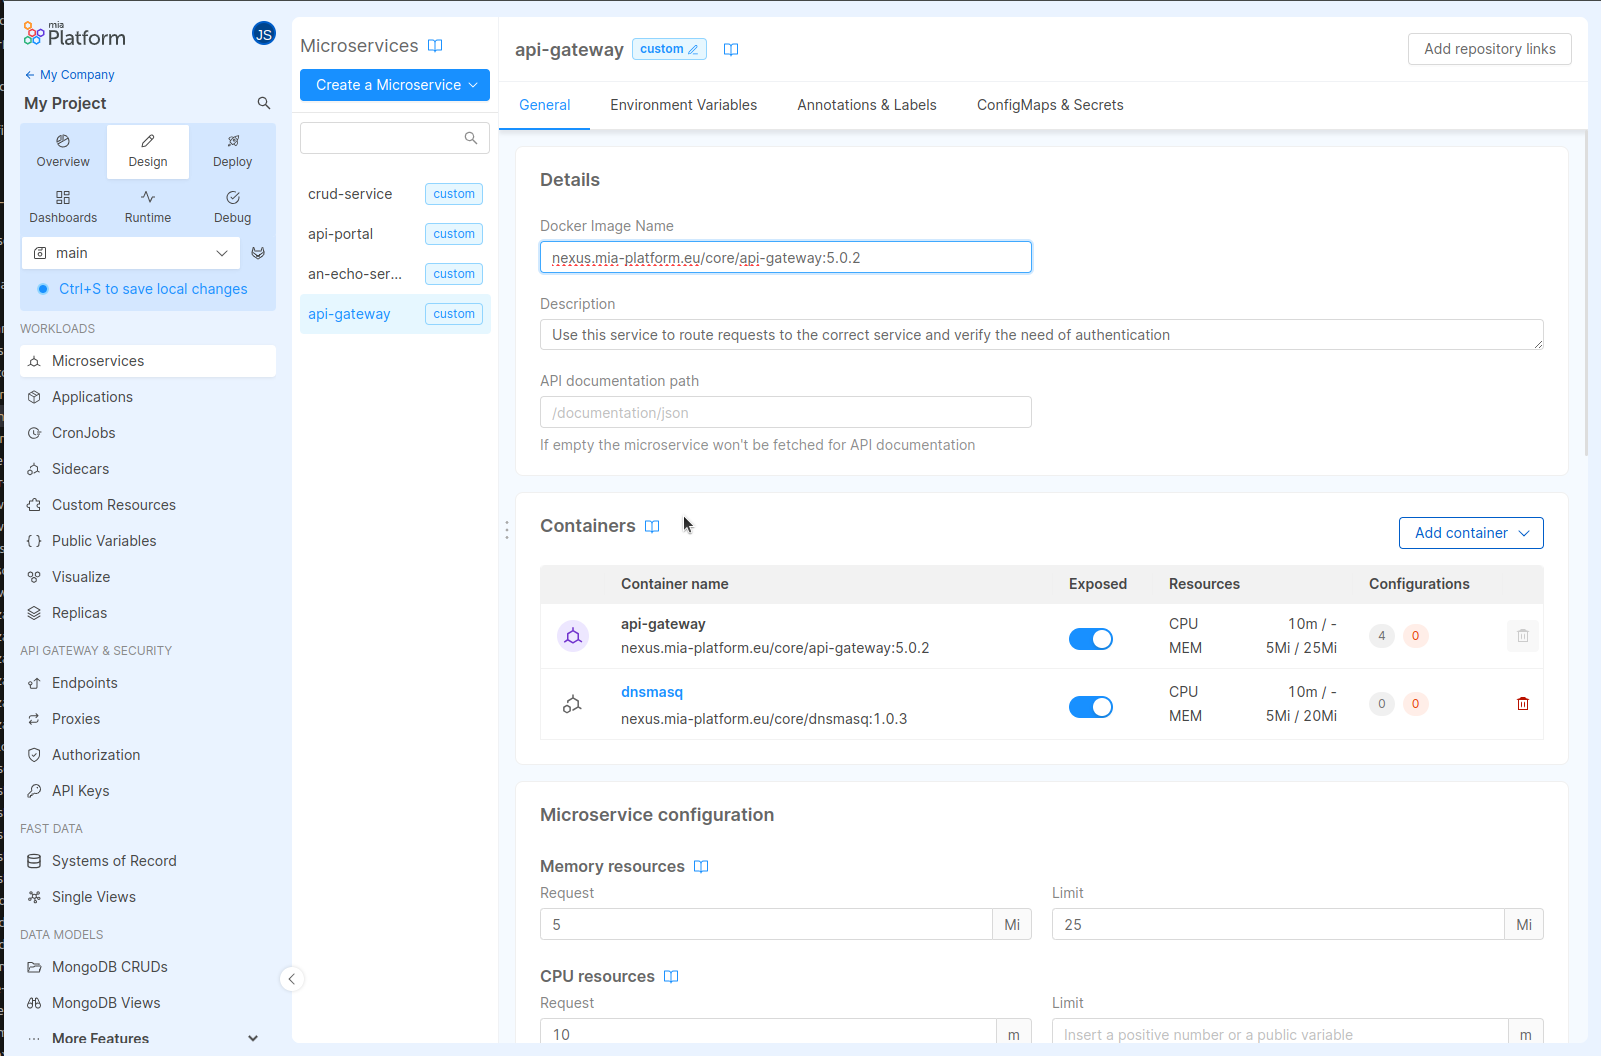 mia
Platform
JS
My Company
My Project
Overview
Design
Deploy
Dashboards
Runtime
Debug
main
Ctrl+S to save local changes
WORKLOADS
Microservices
Applications
CronJobs
Sidecars
Custom Resources
Public Variables
Visualize
Replicas
API GATEWAY & SECURITY
Endpoints
Proxies
Authorization
API Keys
FAST DATA
Systems of Record
Single Views
DATA MODELS
MongoDB CRUDs
MongoDB Views
More Features
Microservices
Create a Microservice
crud-service custom
api-portal custom
an-echo-ser... custom
api-gateway custom
api-gateway custom
Add repository links
General Environment Variables Annotations & Labels ConfigMaps & Secrets
Details
Docker Image Name
nexus.mia-platform.eu/core/api-gateway:5.0.2
Description
Use this service to route requests to the correct service and verify the need of authentication
API documentation path
/documentation/json
If empty the microservice won't be fetched for API documentation
Containers
Add container
Container name Exposed Resources Configurations
api-gateway CPU 10m / -
nexus.mia-platform.eu/core/api-gateway:5.0.2 MEM 5Mi / 25Mi 4 0
dnsmasq CPU 10m / -
nexus.mia-platform.eu/core/dnsmasq:1.0.3 MEM 5Mi / 20Mi 0 0
Microservice configuration
Memory resources
Request Limit
5 Mi 25 Mi
CPU resources
Request Limit
10 m Insert a positive number or a public variable m